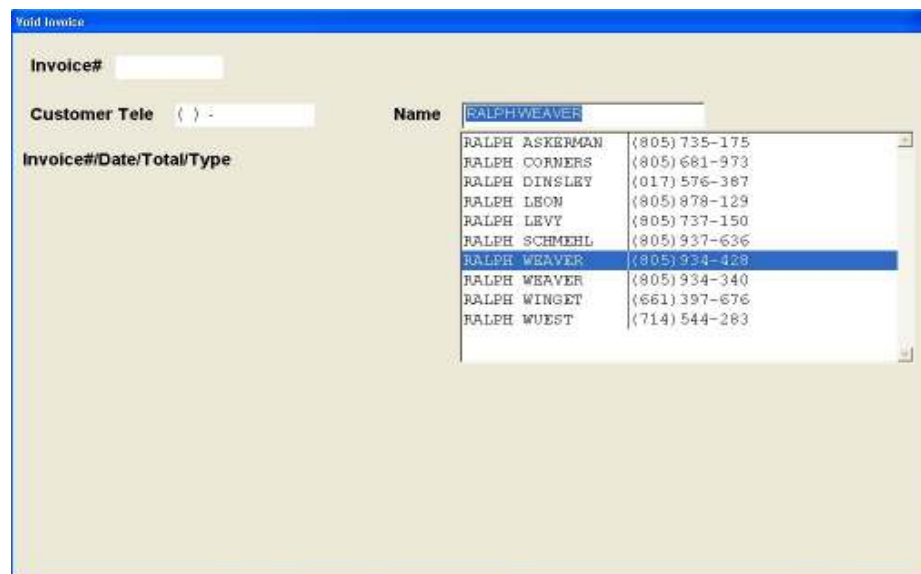 Void Invoice
Invoice#
Customer Tele ( ) - Name RALPH WEAVER
Invoice#/Date/Total/Type
RALPH ASKERMAN (805)735-175
RALPH CORNERS (805)681-973
RALPH DINSLEY (017)576-387
RALPH LEON (805)878-129
RALPH LEVY (805)737-150
RALPH SCHMEHL (805)937-636
RALPH WEAVER (805)934-428
RALPH WEAVER (805)934-340
RALPH WINGET (661)397-676
RALPH WUEST (714)544-283